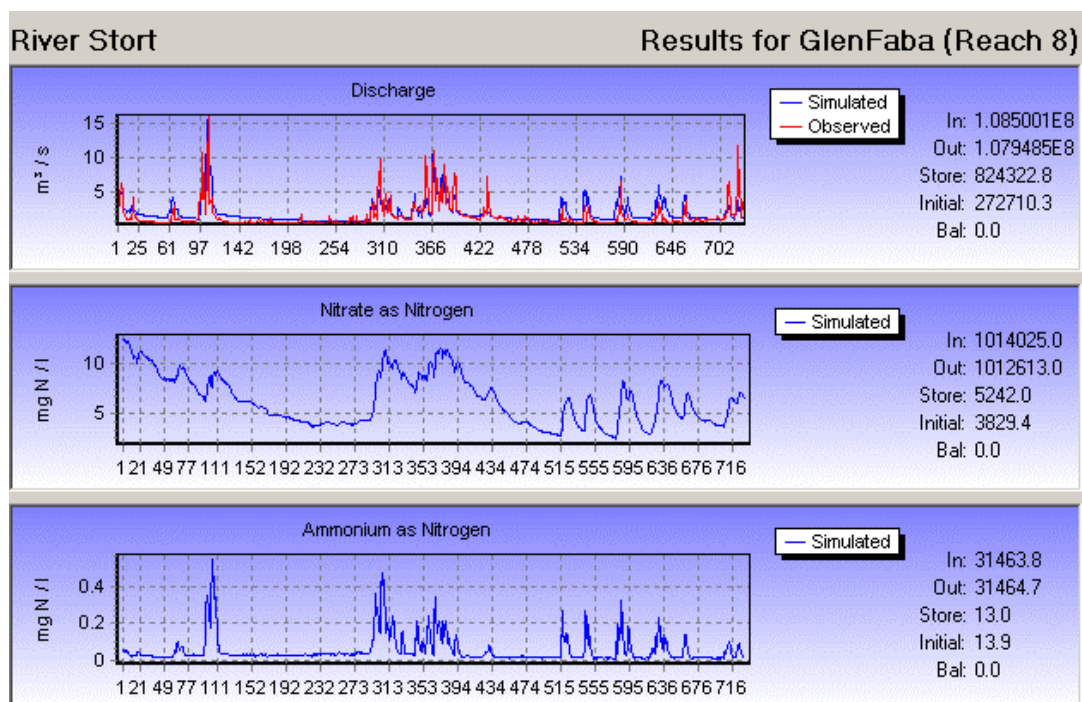 River Stort
Results for GlenFaba (Reach 8)
Discharge
m³ / s
15
10
5
1 25 61 97 142 198 254 310 366 422 478 534 590 646 702
Simulated
Observed
In: 1.085001E8
Out: 1.079485E8
Store: 824322.8
Initial: 272710.3
Bal: 0.0
Nitrate as Nitrogen
mgN / l
10
5
1 21 49 77 111 152 192 232 273 313 353 394 434 474 515 555 595 636 676 716
Simulated
In: 1014025.0
Out: 1012613.0
Store: 5242.0
Initial: 3829.4
Bal: 0.0
Ammonium as Nitrogen
mgN / l
0.4
0.2
0
1 21 49 77 111 152 192 232 273 313 353 394 434 474 515 555 595 636 676 716
Simulated
In: 31463.8
Out: 31464.7
Store: 13.0
Initial: 13.9
Bal: 0.0